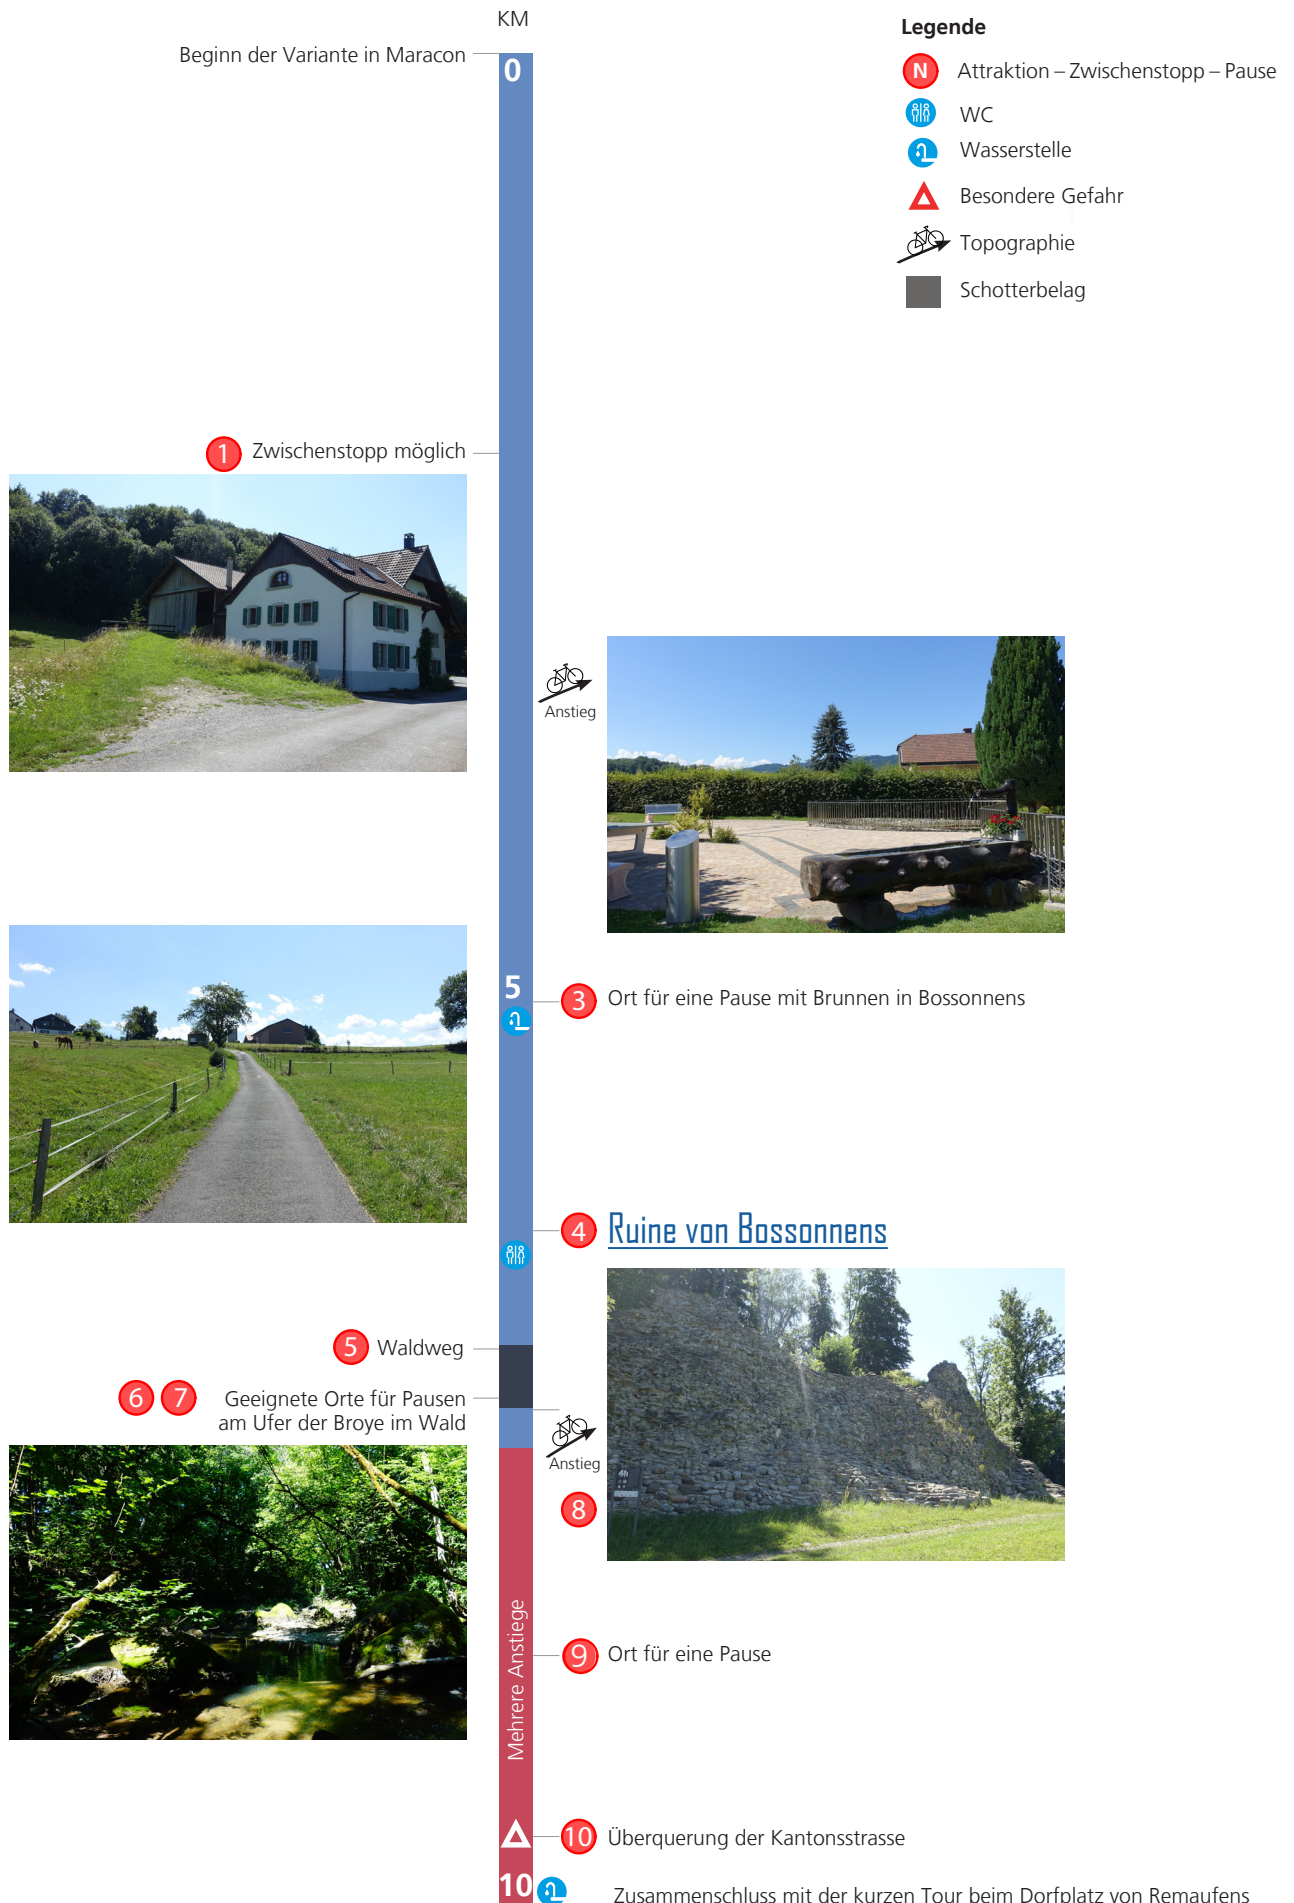 KM
Beginn der Variante in Maracon
0
Legende
N Attraktion – Zwischenstopp – Pause
WC
Wasserstelle
Besondere Gefahr
Topographie
Schotterbelag
1 Zwischenstopp möglich
Anstieg
5
3 Ort für eine Pause mit Brunnen in Bossonnens
4 Ruine von Bossonnens
5 Waldweg
6 7 Geeignete Orte für Pausen
am Ufer der Broye im Wald
Anstieg
8
Mehrere Anstiege
9 Ort für eine Pause
10 Überquerung der Kantonsstrasse
10
Zusammenschluss mit der kurzen Tour beim Dorfplatz von Remaufens